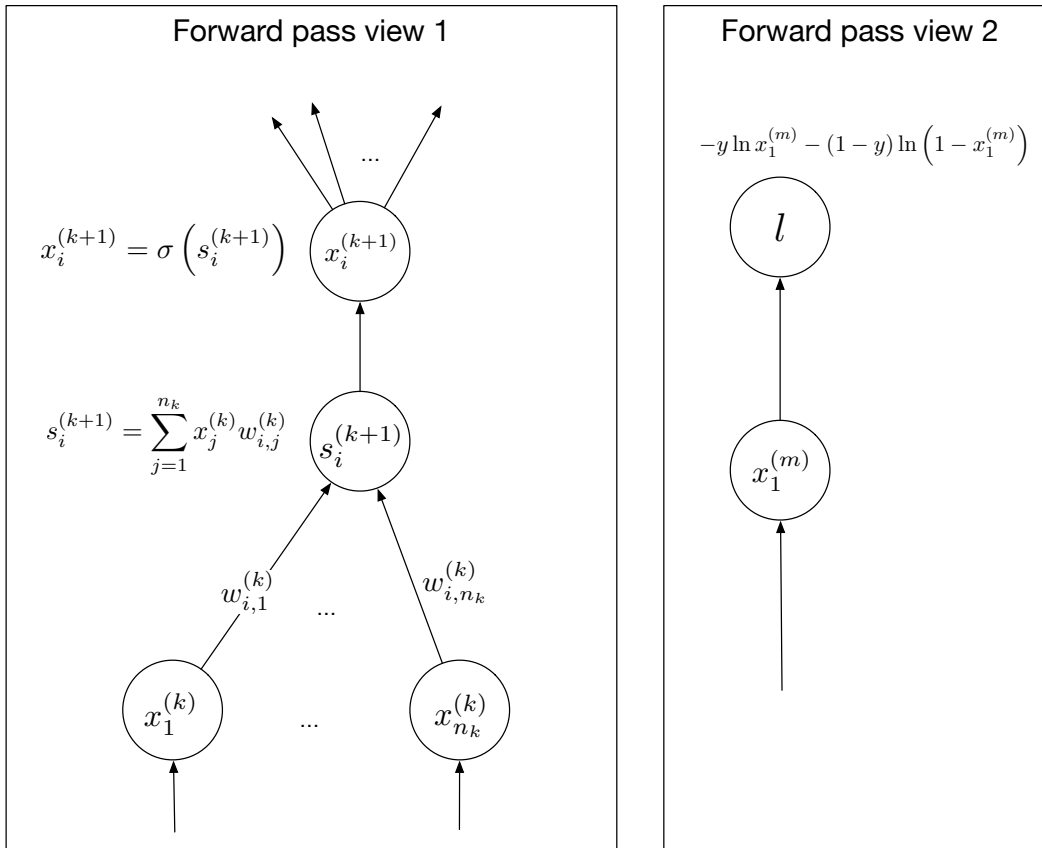 Forward pass view 1
...
x_i^{(k+1)} = σ(s_i^{(k+1)})
x_i^{(k+1)}
s_i^{(k+1)} = \sum_{j=1}^{n_k} x_j^{(k)} w_{i,j}^{(k)}
s_i^{(k+1)}
w_{i,1}^{(k)}
...
w_{i,n_k}^{(k)}
x_1^{(k)}
...
x_{n_k}^{(k)}
Forward pass view 2
-y ln x_1^{(m)} - (1 - y) ln(1 - x_1^{(m)})
l
x_1^{(m)}